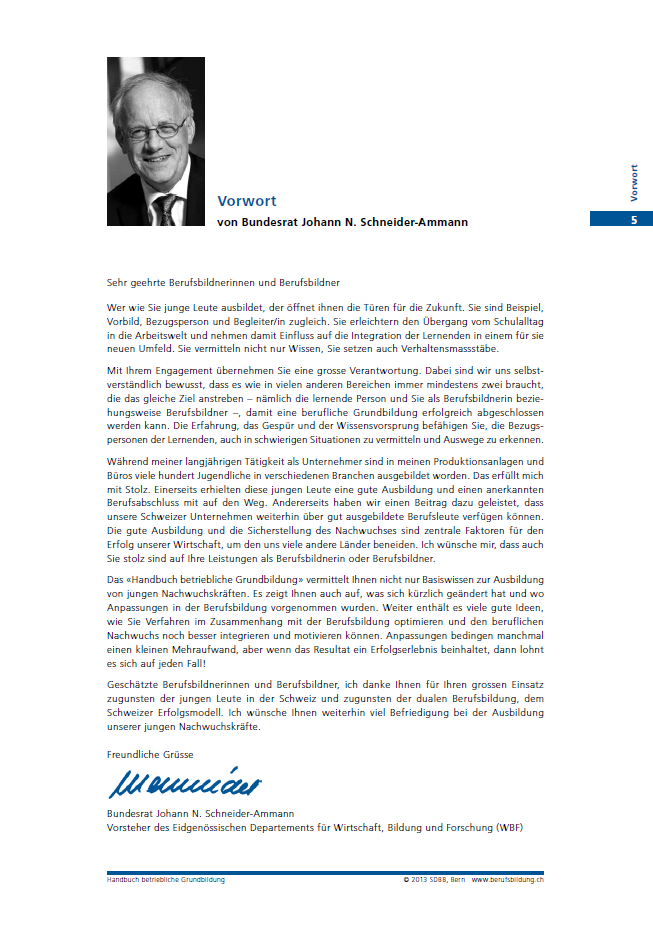 Vorwort
von Bundesrat Johann N. Schneider-Ammann
Vorwort
5
Sehr geehrte Berufsbildnerinnen und Berufsbildner
Wer wie Sie junge Leute ausbildet, der öffnet ihnen die Türen für die Zukunft. Sie sind Beispiel,
Vorbild, Bezugsperson und Begleiter/in zugleich. Sie erleichtern den Übergang vom Schulalltag
in die Arbeitswelt und nehmen damit Einfluss auf die Integration der Lernenden in einem für sie
neuen Umfeld. Sie vermitteln nicht nur Wissen, Sie setzen auch Verhaltensmassstäbe.
Mit Ihrem Engagement übernehmen Sie eine grosse Verantwortung. Dabei sind wir uns selbst-
verständlich bewusst, dass es wie in vielen anderen Bereichen immer mindestens zwei braucht,
die das gleiche Ziel anstreben – nämlich die lernende Person und Sie als Berufsbildnerin bezie-
hungsweise Berufsbildner –, damit eine berufliche Grundbildung erfolgreich abgeschlossen
werden kann. Die Erfahrung, das Gespür und der Wissensvorsprung befähigen Sie, die Bezugs-
personen der Lernenden, auch in schwierigen Situationen zu vermitteln und Auswege zu erkennen.
Während meiner langjährigen Tätigkeit als Unternehmer sind in meinen Produktionsanlagen und
Büros viele hundert Jugendliche in verschiedenen Branchen ausgebildet worden. Das erfüllt mich
mit Stolz. Einerseits erhielten diese jungen Leute eine gute Ausbildung und einen anerkannten
Berufsabschluss mit auf den Weg. Andererseits haben wir einen Beitrag dazu geleistet, dass
unsere Schweizer Unternehmen weiterhin über gut ausgebildete Berufsleute verfügen können.
Die gute Ausbildung und die Sicherstellung des Nachwuchses sind zentrale Faktoren für den
Erfolg unserer Wirtschaft, um den uns viele andere Länder beneiden. Ich wünsche mir, dass auch
Sie stolz sind auf Ihre Leistungen als Berufsbildnerin oder Berufsbildner.
Das «Handbuch betriebliche Grundbildung» vermittelt Ihnen nicht nur Basiswissen zur Ausbildung
von jungen Nachwuchskräften. Es zeigt Ihnen auch auf, was sich kürzlich geändert hat und wo
Anpassungen in der Berufsbildung vorgenommen wurden. Weiter enthält es viele gute Ideen,
wie Sie Verfahren im Zusammenhang mit der Berufsbildung optimieren und den beruflichen
Nachwuchs noch besser integrieren und motivieren können. Anpassungen bedingen manchmal
einen kleinen Mehraufwand, aber wenn das Resultat ein Erfolgserlebnis beinhaltet, dann lohnt
es sich auf jeden Fall!
Geschätzte Berufsbildnerinnen und Berufsbildner, ich danke Ihnen für Ihren grossen Einsatz
zugunsten der jungen Leute in der Schweiz und zugunsten der dualen Berufsbildung, dem
Schweizer Erfolgsmodell. Ich wünsche Ihnen weiterhin viel Befriedigung bei der Ausbildung
unserer jungen Nachwuchskräfte.
Freundliche Grüsse
Bundesrat Johann N. Schneider-Ammann
Vorsteher des Eidgenössischen Departements für Wirtschaft, Bildung und Forschung (WBF)
Handbuch betriebliche Grundbildung
© 2013 SDBB, Bern www.berufsbildung.ch